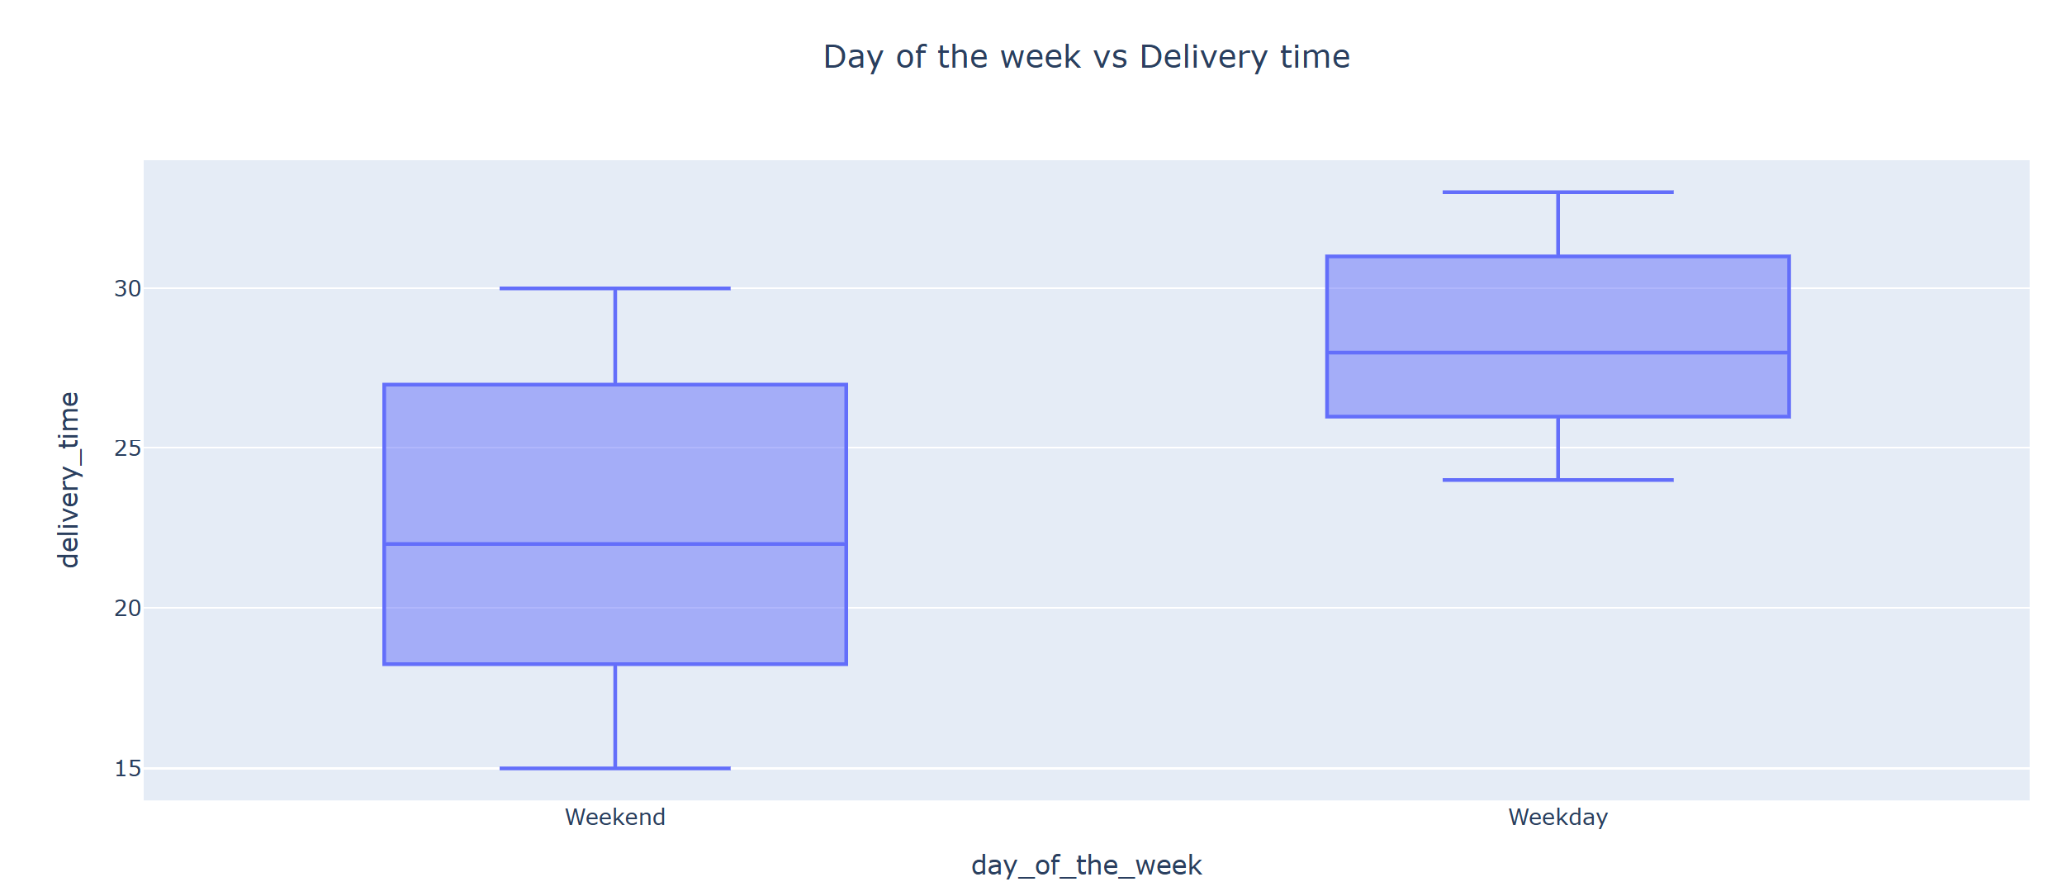 Day of the week vs Delivery time
delivery_time
30
25
20
15
Weekend
Weekday
day_of_the_week